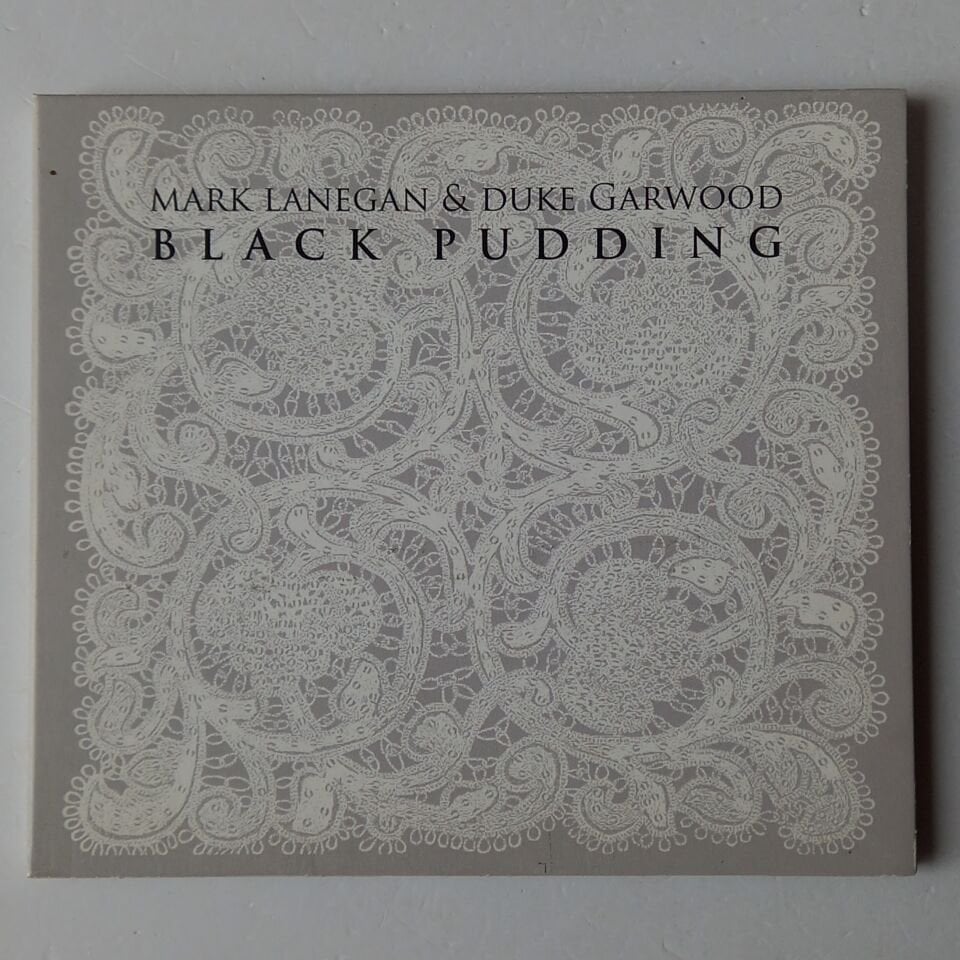 MARK LANEGAN & DUKE GARWOOD
BLACK PUDDING